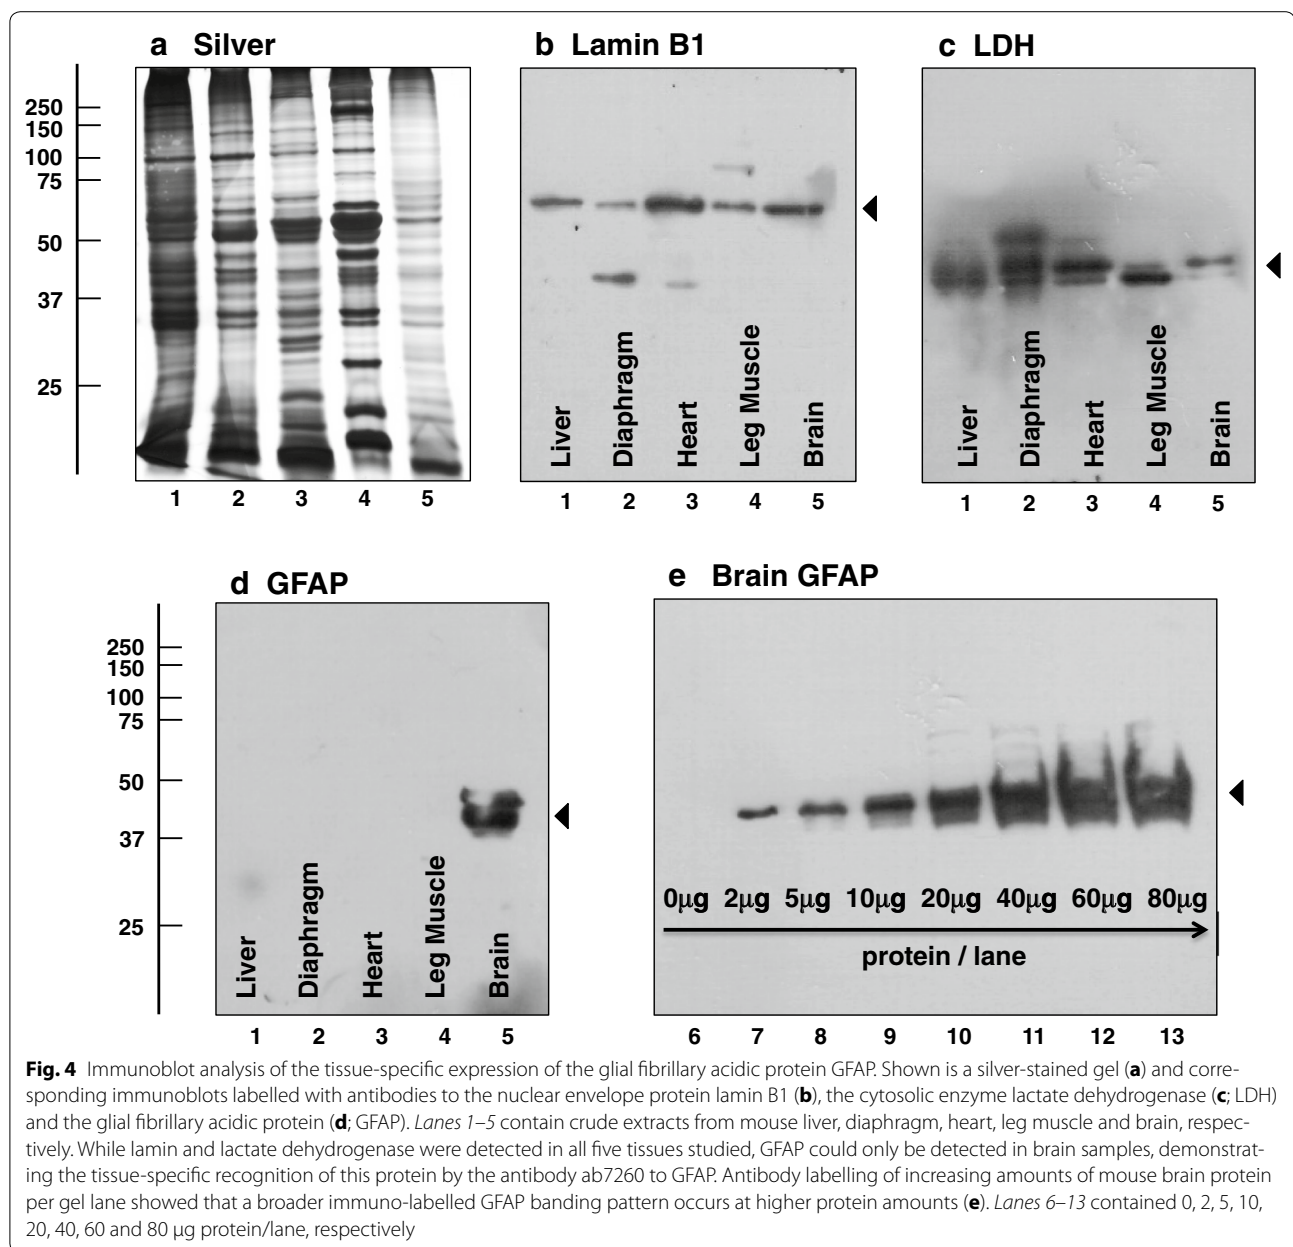 a Silver
b Lamin B1
c LDH
250
150
100
75
50
37
25
Liver
Diaphragm
Heart
Leg Muscle
Brain
Liver
Diaphragm
Heart
Leg Muscle
Brain
1 2 3 4 5
1 2 3 4 5
1 2 3 4 5
d GFAP
e Brain GFAP
250
150
100
75
50
37
25
Liver
Diaphragm
Heart
Leg Muscle
Brain
0µg 2µg 5µg 10µg 20µg 40µg 60µg 80µg
protein / lane
1 2 3 4 5
6 7 8 9 10 11 12 13
Fig. 4 Immunoblot analysis of the tissue-specific expression of the glial fibrillary acidic protein GFAP. Shown is a silver-stained gel (a) and corre-
sponding immunoblots labelled with antibodies to the nuclear envelope protein lamin B1 (b), the cytosolic enzyme lactate dehydrogenase (c; LDH)
and the glial fibrillary acidic protein (d; GFAP). Lanes 1–5 contain crude extracts from mouse liver, diaphragm, heart, leg muscle and brain, respec-
tively. While lamin and lactate dehydrogenase were detected in all five tissues studied, GFAP could only be detected in brain samples, demonstrat-
ing the tissue-specific recognition of this protein by the antibody ab7260 to GFAP. Antibody labelling of increasing amounts of mouse brain protein
per gel lane showed that a broader immuno-labelled GFAP banding pattern occurs at higher protein amounts (e). Lanes 6–13 contained 0, 2, 5, 10,
20, 40, 60 and 80 µg protein/lane, respectively